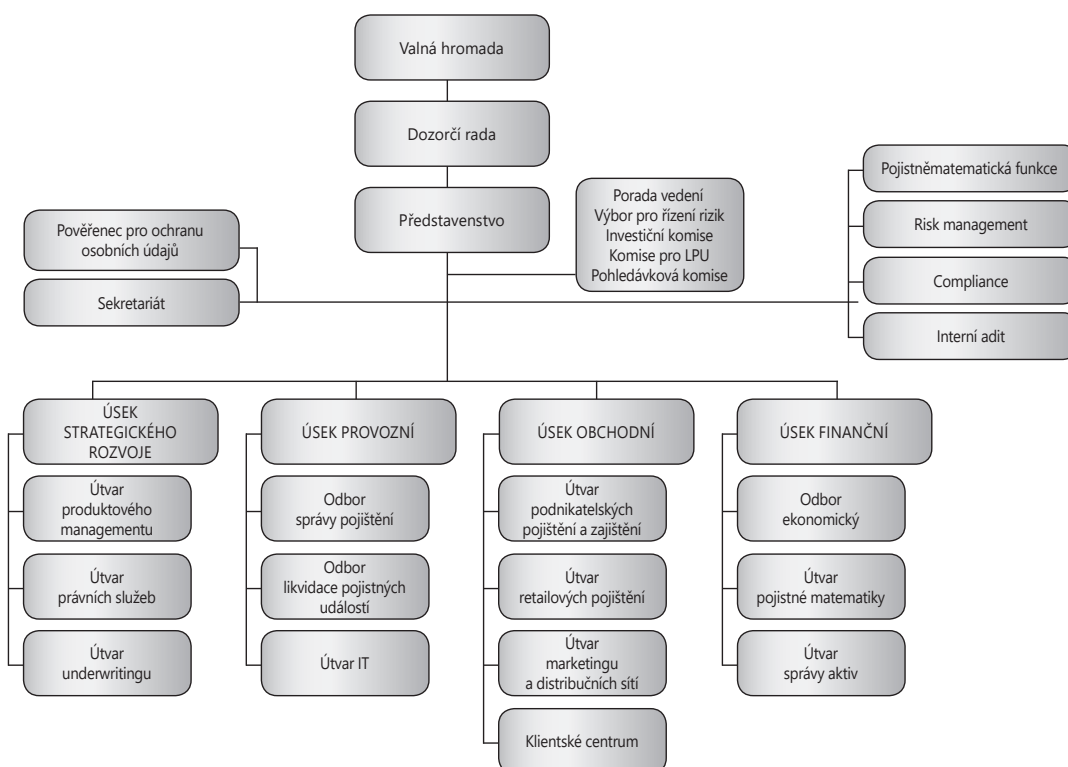 Valná hromada
Dozorčí rada
Představenstvo
Porada vedení
Výbor pro řízení rizik
Investiční komise
Komise pro LPU
Pohledávková komise
Pověřenec pro ochranu
osobních údajů
Sekretariát
Pojistněmatematická funkce
Risk management
Compliance
Interní adit
ÚSEK
STRATEGICKÉHO
ROZVOJE
Útvar
produktového
managementu
Útvar
právních služeb
Útvar
underwritingu
ÚSEK PROVOZNÍ
Odbor
správy pojištění
Odbor
likvidace pojistných
událostí
Útvar IT
ÚSEK OBCHODNÍ
Útvar
podnikatelských
pojištění a zajištění
Útvar
retailových pojištění
Útvar
marketingu
a distribučních sítí
Klientské centrum
ÚSEK FINANČNÍ
Odbor
ekonomický
Útvar
pojistné matematiky
Útvar
správy aktiv